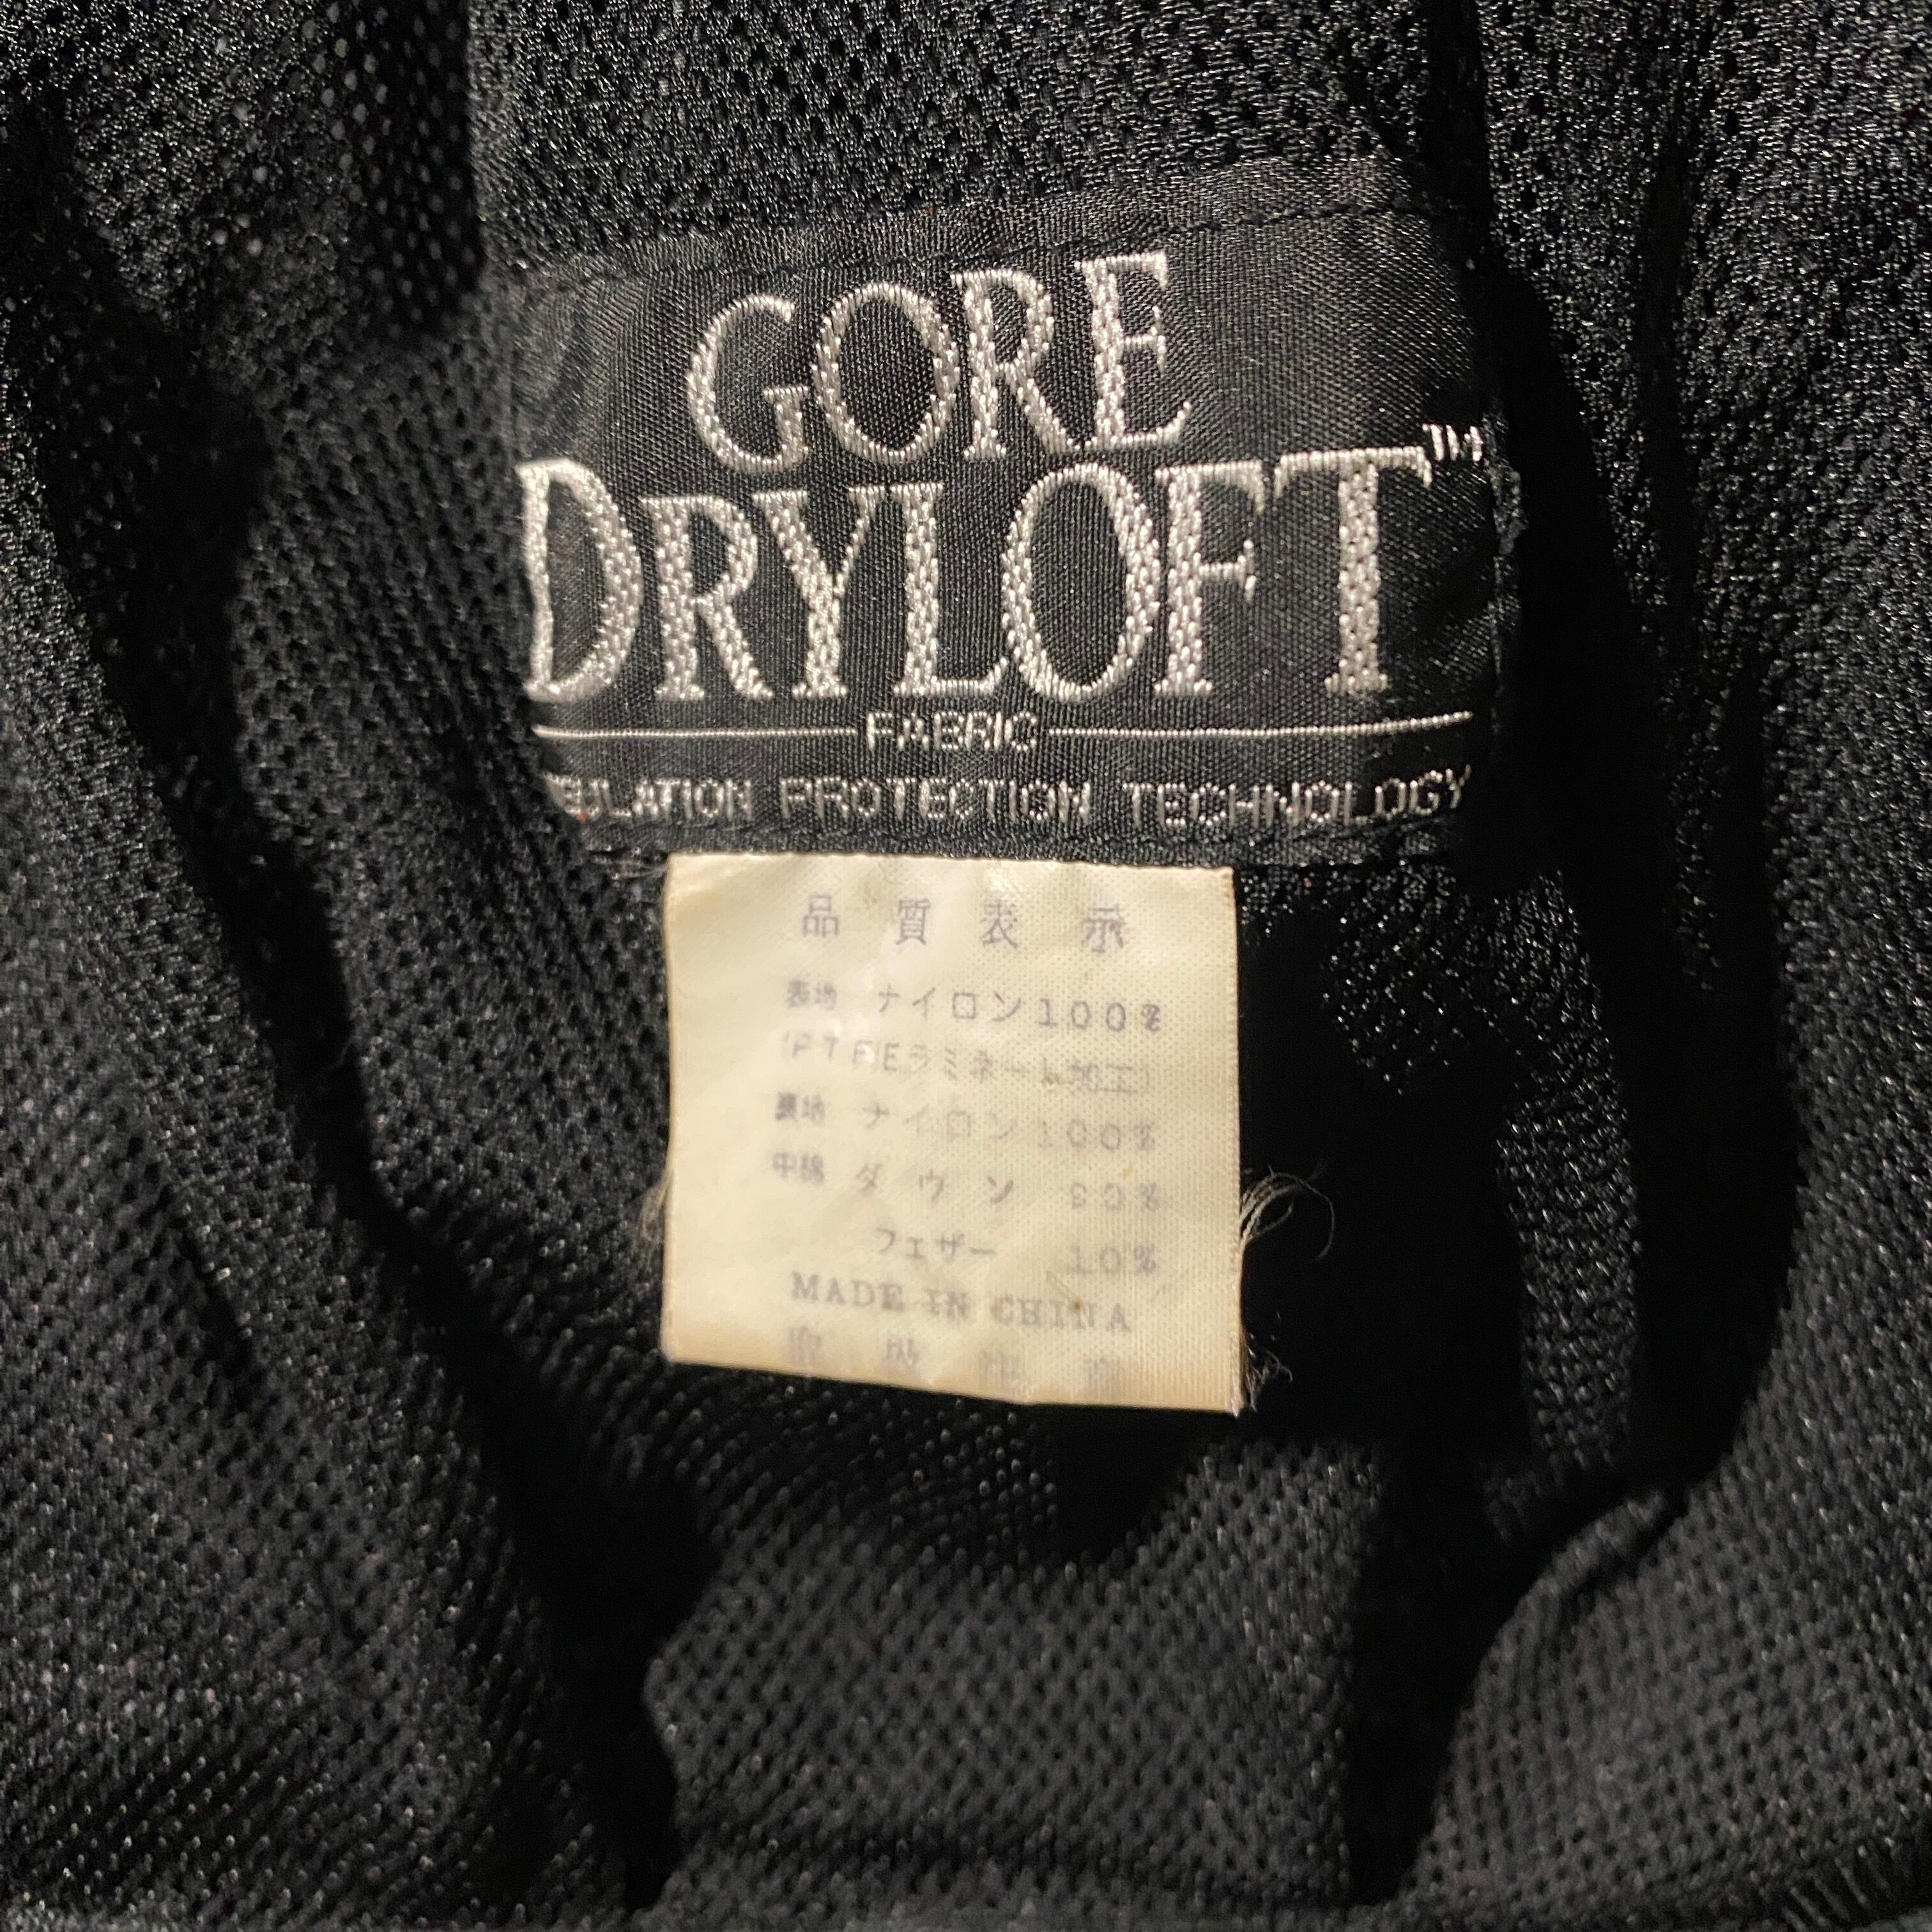 GORE
DRYLOFT™
FABRIC
PROTECTION TECHNOLOGY
品質表示
表地 ナイロン100%
(PTFEラミネート加工)
裏地 ナイロン100%
中綿 ダウン 90%
フェザー 10%
MADE IN CHINA